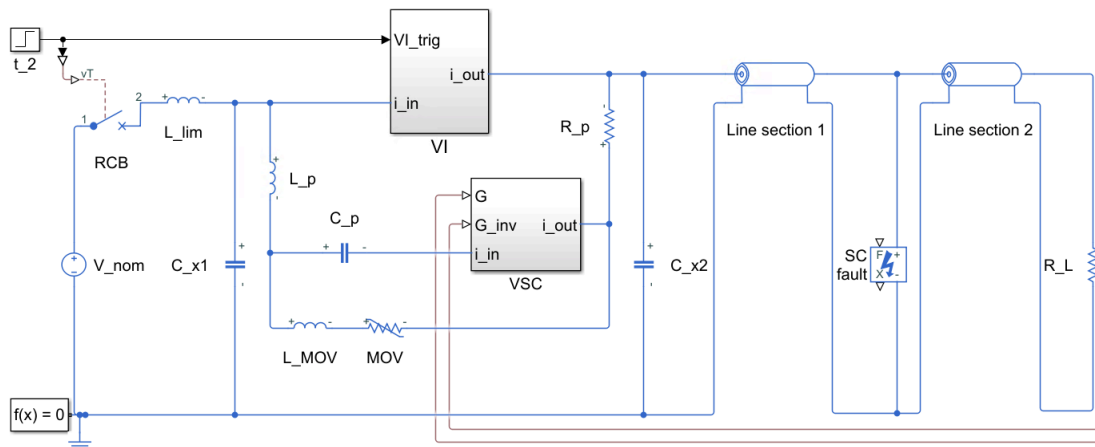 t_2
vT
1
2
RCB
L_lim
VI_trig
i_in
i_out
VI
L_p
C_p
C_x1
V_nom
G
G_inv
i_in
i_out
VSC
R_p
C_x2
L_MOV
MOV
Line section 1
Line section 2
SC
fault
F
X
R_L
f(x) = 0